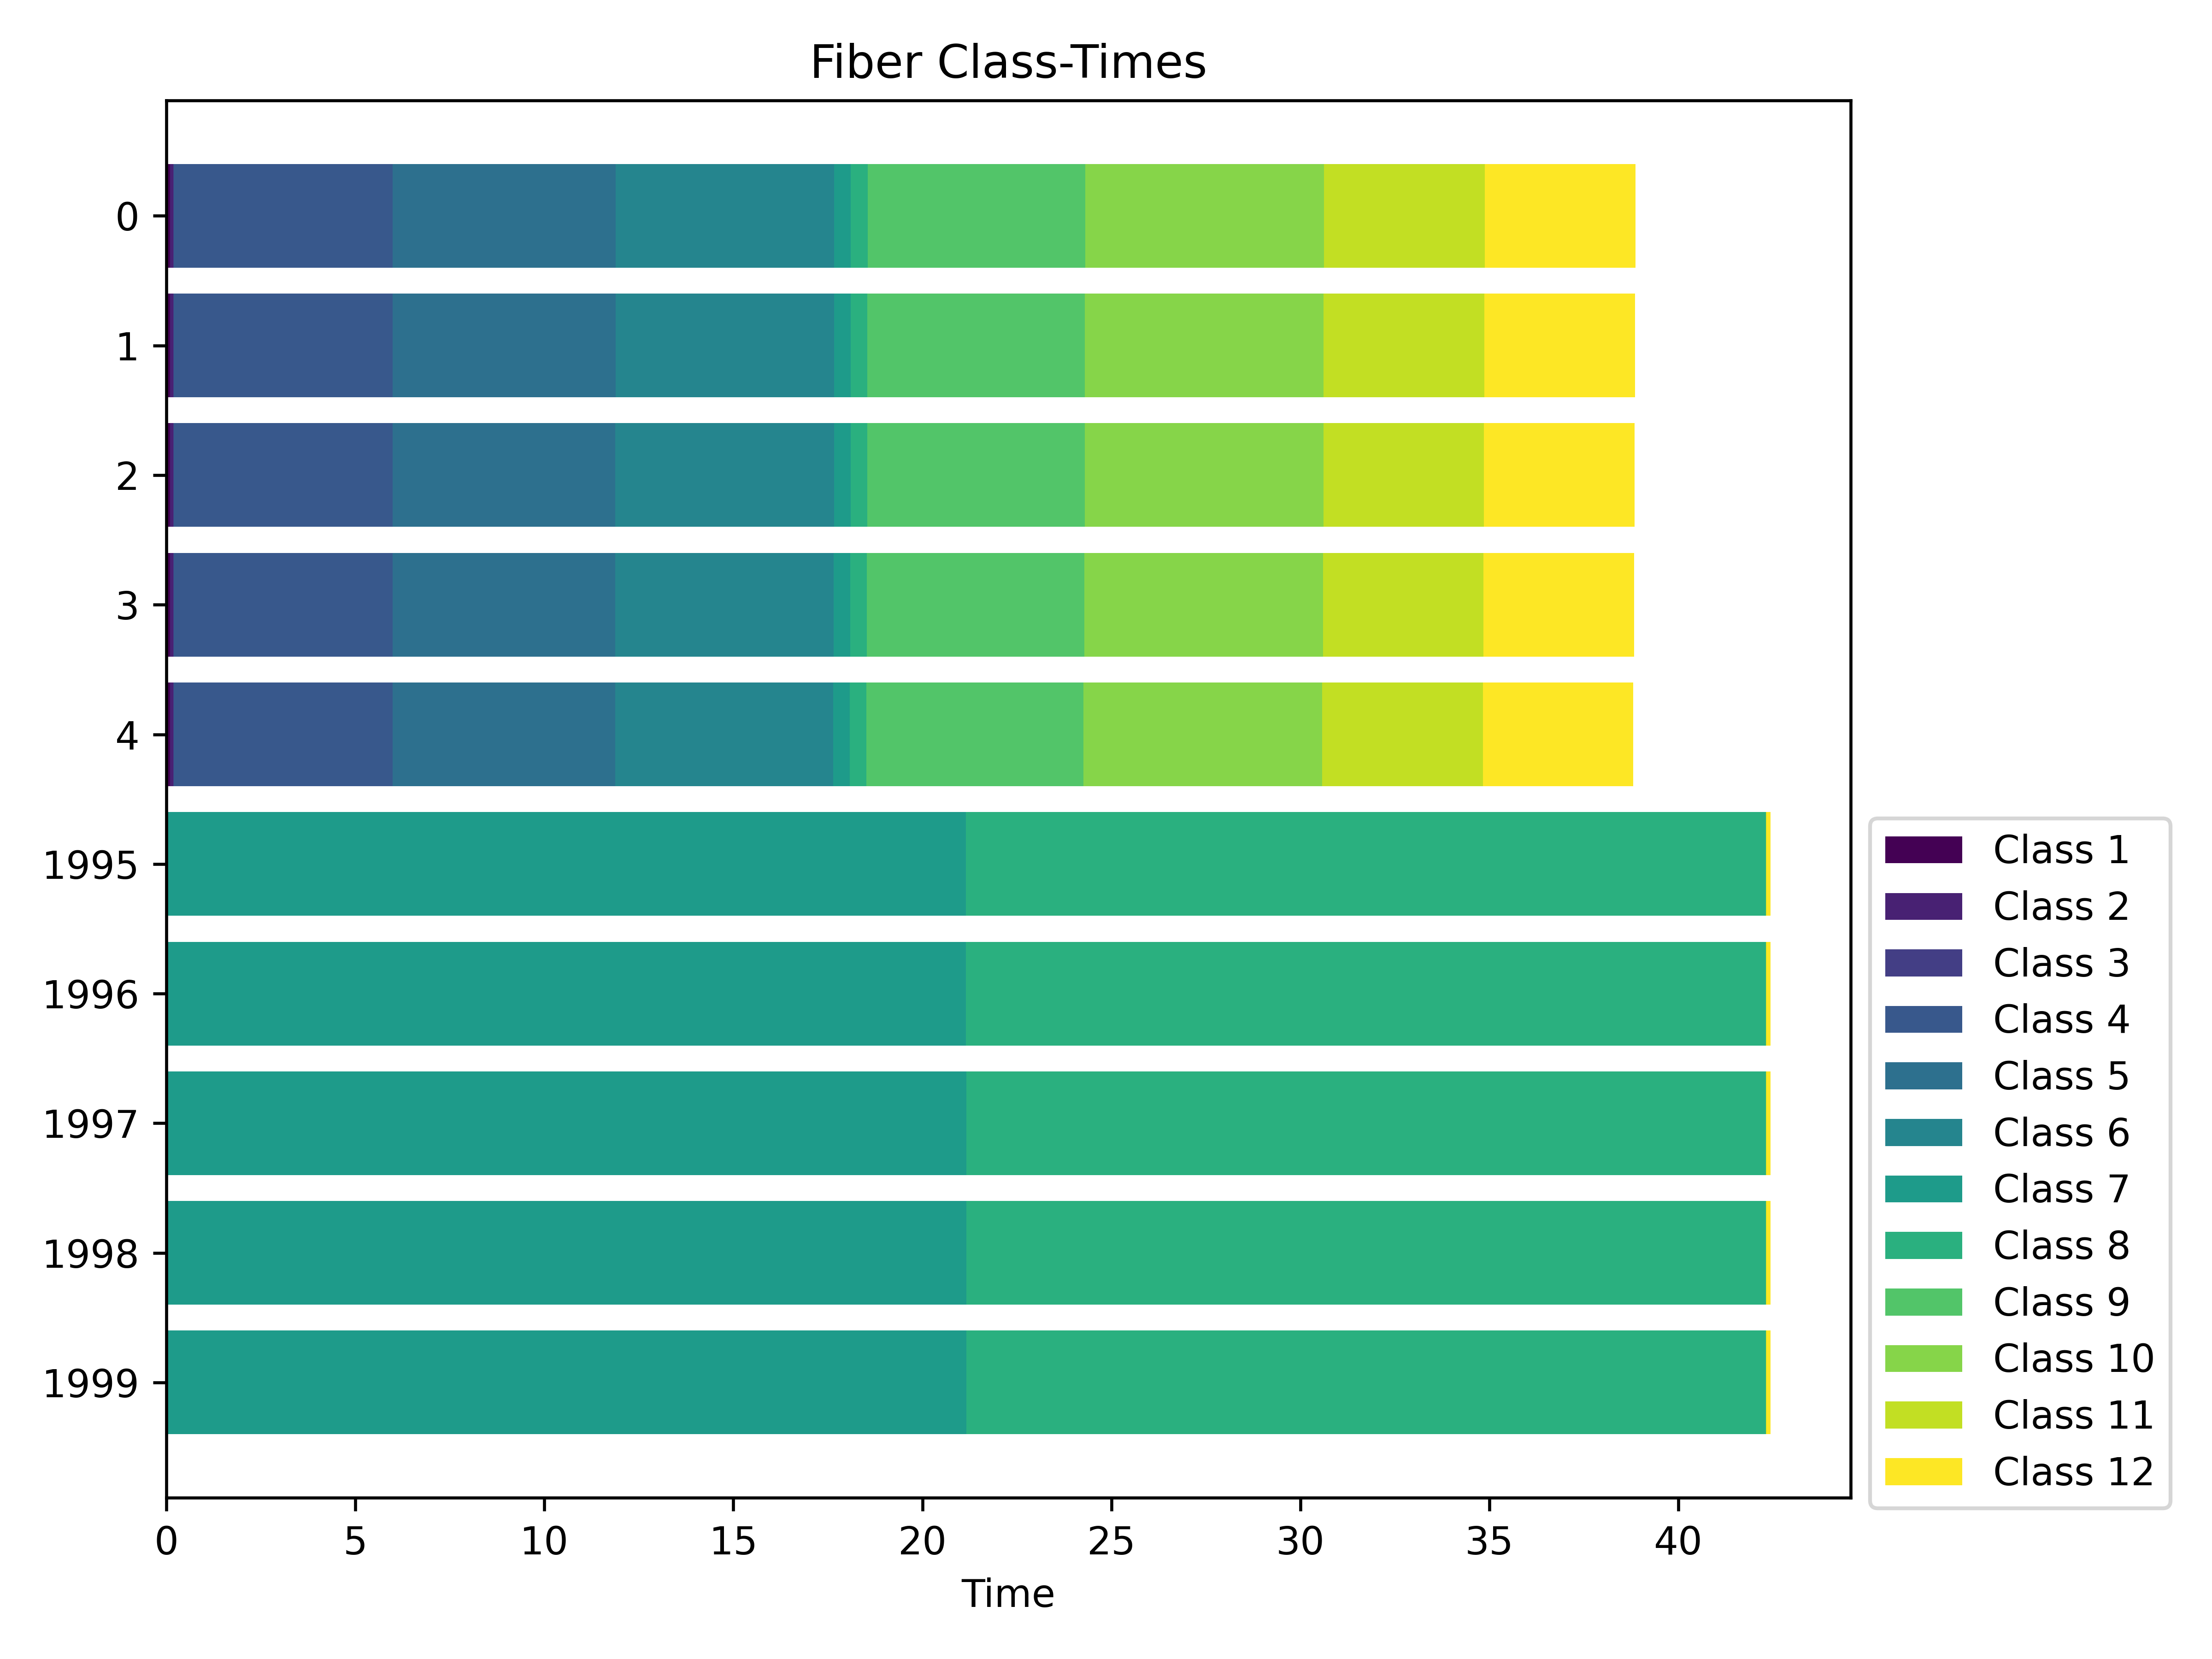 Fiber Class-Times
0
1
2
3
4
1995
1996
1997
1998
1999
0 5 10 15 20 25 30 35 40
Time
Class 1
Class 2
Class 3
Class 4
Class 5
Class 6
Class 7
Class 8
Class 9
Class 10
Class 11
Class 12